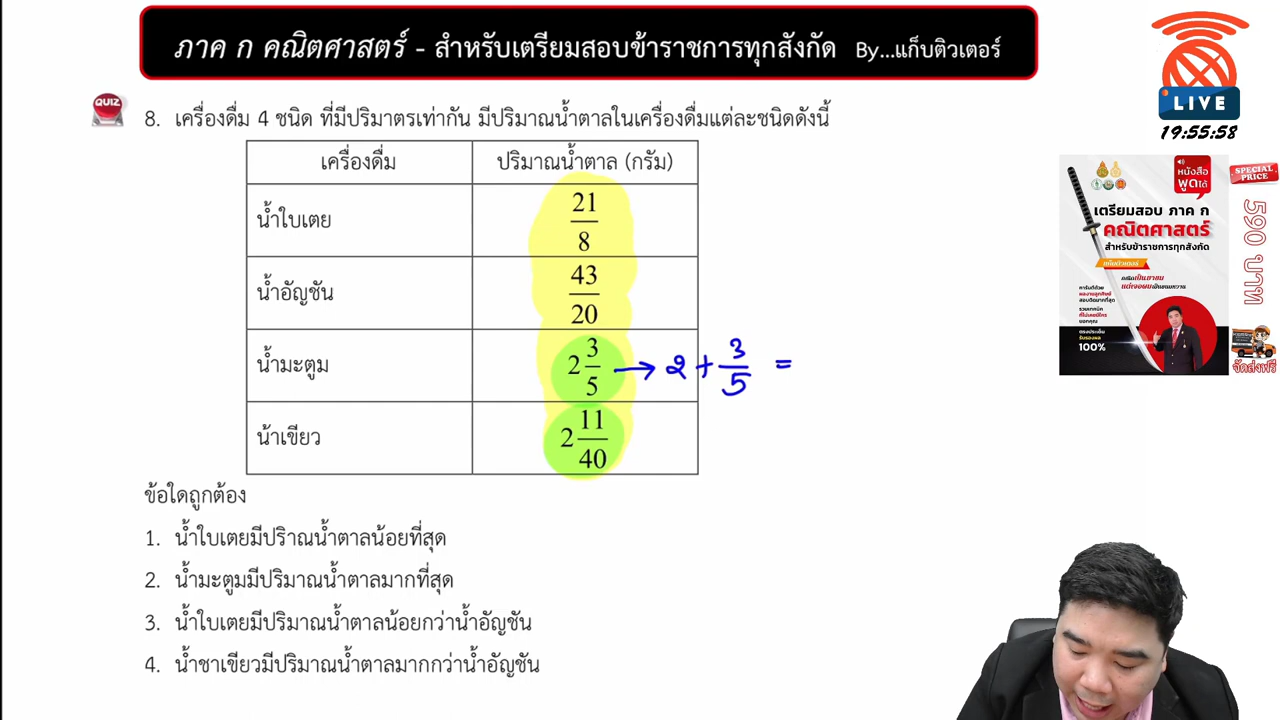 ภาค ก คณิตศาสตร์ - สำหรับเตรียมสอบข้าราชการทุกสังกัด By...แก็บติวเตอร์
LIVE
19:55:58
QUIZ
8. เครื่องดื่ม 4 ชนิด ที่มีปริมาตรเท่ากัน มีปริมาณน้ำตาลในเครื่องดื่มแต่ละชนิดดังนี้
เครื่องดื่ม ปริมาณน้ำตาล (กรัม)
น้ำใบเตย 21/8
น้ำอัญชัน 43/20
น้ำมะตูม 2 3/5 → 2 + 3/5 =
น้าเขียว 2 11/40
ข้อใดถูกต้อง
1. น้ำใบเตยมีปริาณน้ำตาลน้อยที่สุด
2. น้ำมะตูมมีปริมาณน้ำตาลมากที่สุด
3. น้ำใบเตยมีปริมาณน้ำตาลน้อยกว่าน้ำอัญชัน
4. น้ำชาเขียวมีปริมาณน้ำตาลมากกว่าน้ำอัญชัน
หนังสือ
พูดได้
SPECIAL
PRICE
เตรียมสอบ ภาค ก
คณิตศาสตร์
สำหรับข้าราชการทุกสังกัด
แก็บติวเตอร์
100%
590 บาท
จัดส่งฟรี